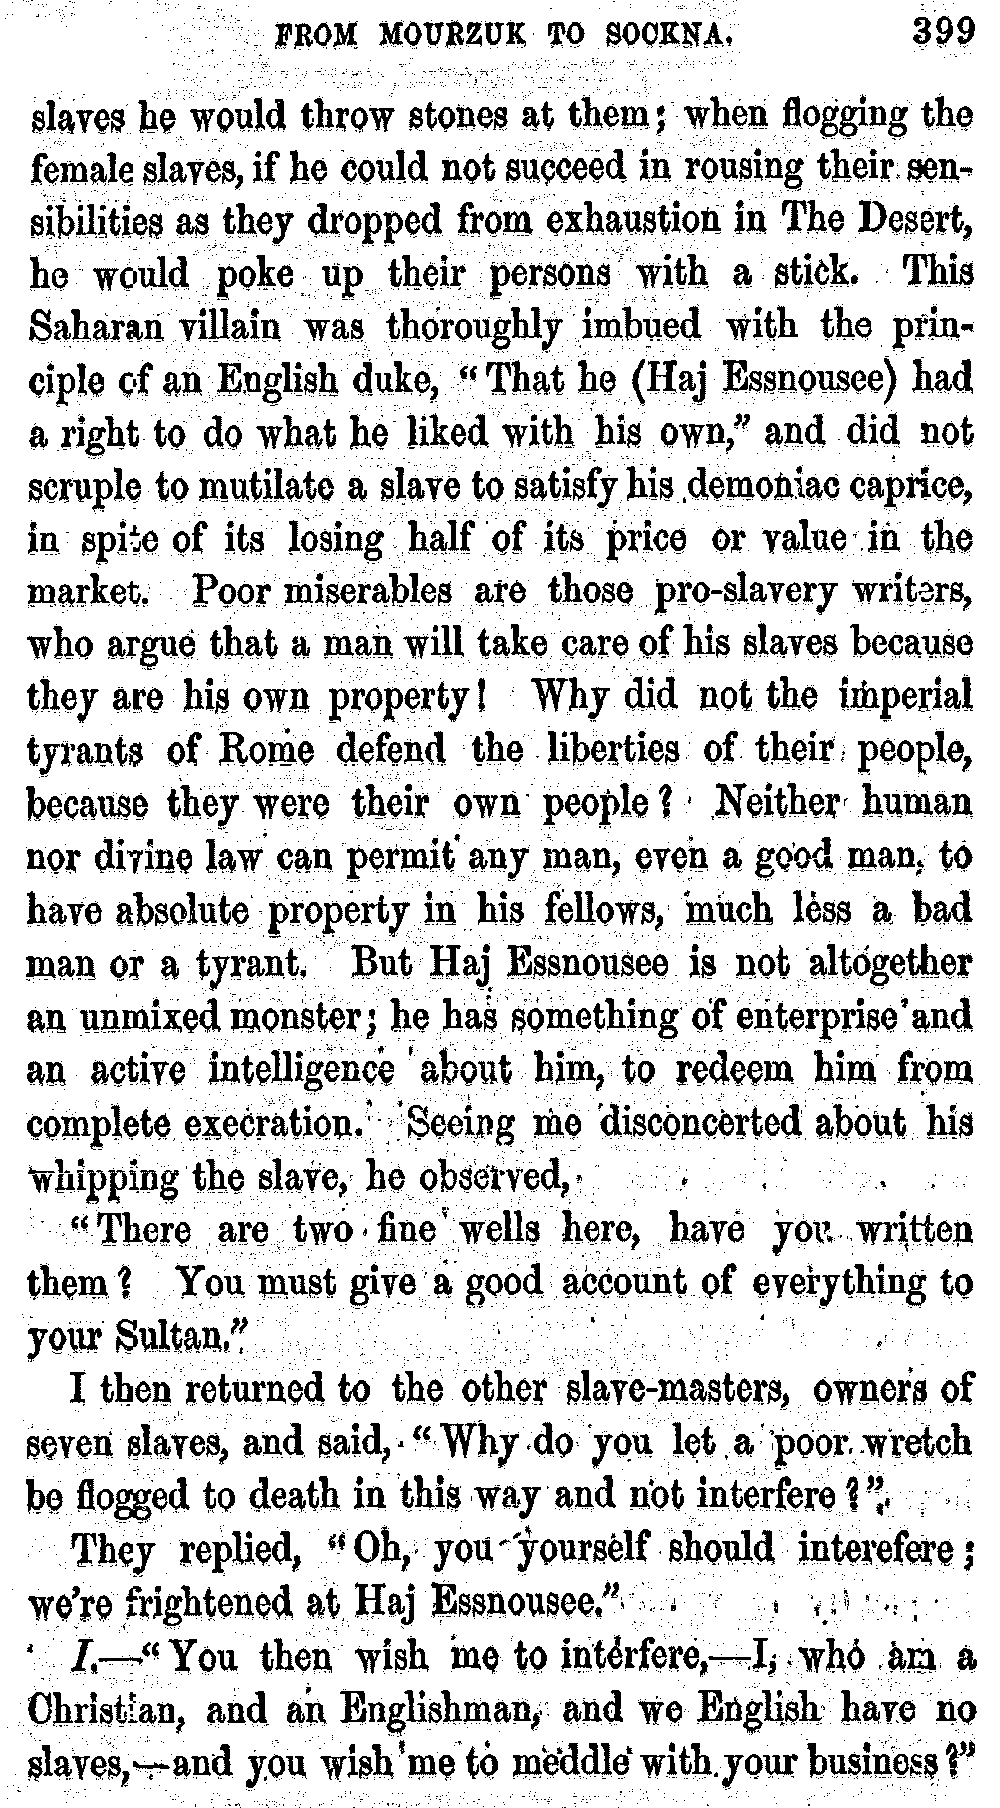 FROM MOURZUK TO SOCKNA. 399
slaves he would throw stones at them; when flogging the
female slaves, if he could not succeed in rousing their sen-
sibilities as they dropped from exhaustion in The Desert,
he would poke up their persons with a stick. This
Saharan villain was thoroughly imbued with the prin-
ciple of an English duke, “That he (Haj Essnousee) had
a right to do what he liked with his own,” and did not
scruple to mutilate a slave to satisfy his demoniac caprice,
in spite of its losing half of its price or value in the
market. Poor miserables are those pro-slavery writers,
who argue that a man will take care of his slaves because
they are his own property! Why did not the imperial
tyrants of Rome defend the liberties of their people,
because they were their own people? Neither human
nor divine law can permit any man, even a good man, to
have absolute property in his fellows, much less a bad
man or a tyrant. But Haj Essnousee is not altogether
an unmixed monster; he has something of enterprise and
an active intelligence about him, to redeem him from
complete execration. Seeing me disconcerted about his
whipping the slave, he observed,
“There are two fine wells here, have you written
them? You must give a good account of everything to
your Sultan.”
I then returned to the other slave-masters, owners of
seven slaves, and said, “Why do you let a poor wretch
be flogged to death in this way and not interfere?”
They replied, “Oh, you yourself should interefere;
we're frightened at Haj Essnousee.”
I.—“You then wish me to interfere,—I, who am a
Christian, and an Englishman, and we English have no
slaves,—and you wish me to meddle with your business?”